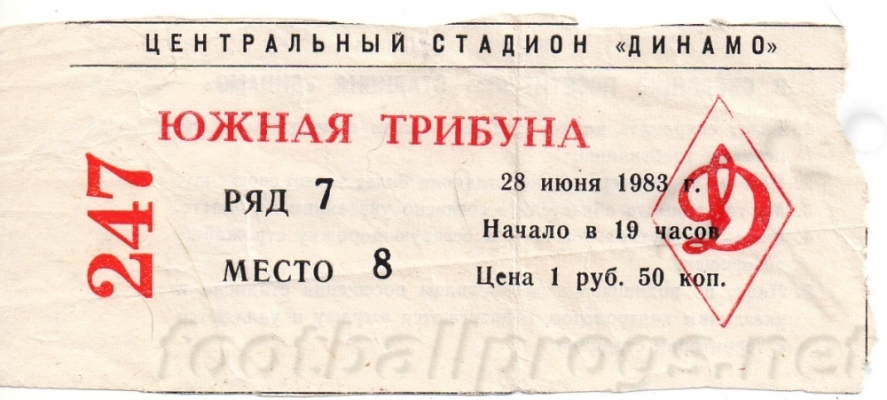 ЦЕНТРАЛЬНЫЙ СТАДИОН «ДИНАМО»
ЮЖНАЯ ТРИБУНА
247
РЯД 7
МЕСТО 8
28 июня 1983 г.
Начало в 19 часов
Цена 1 руб. 50 коп.
Д
footballprogs.net